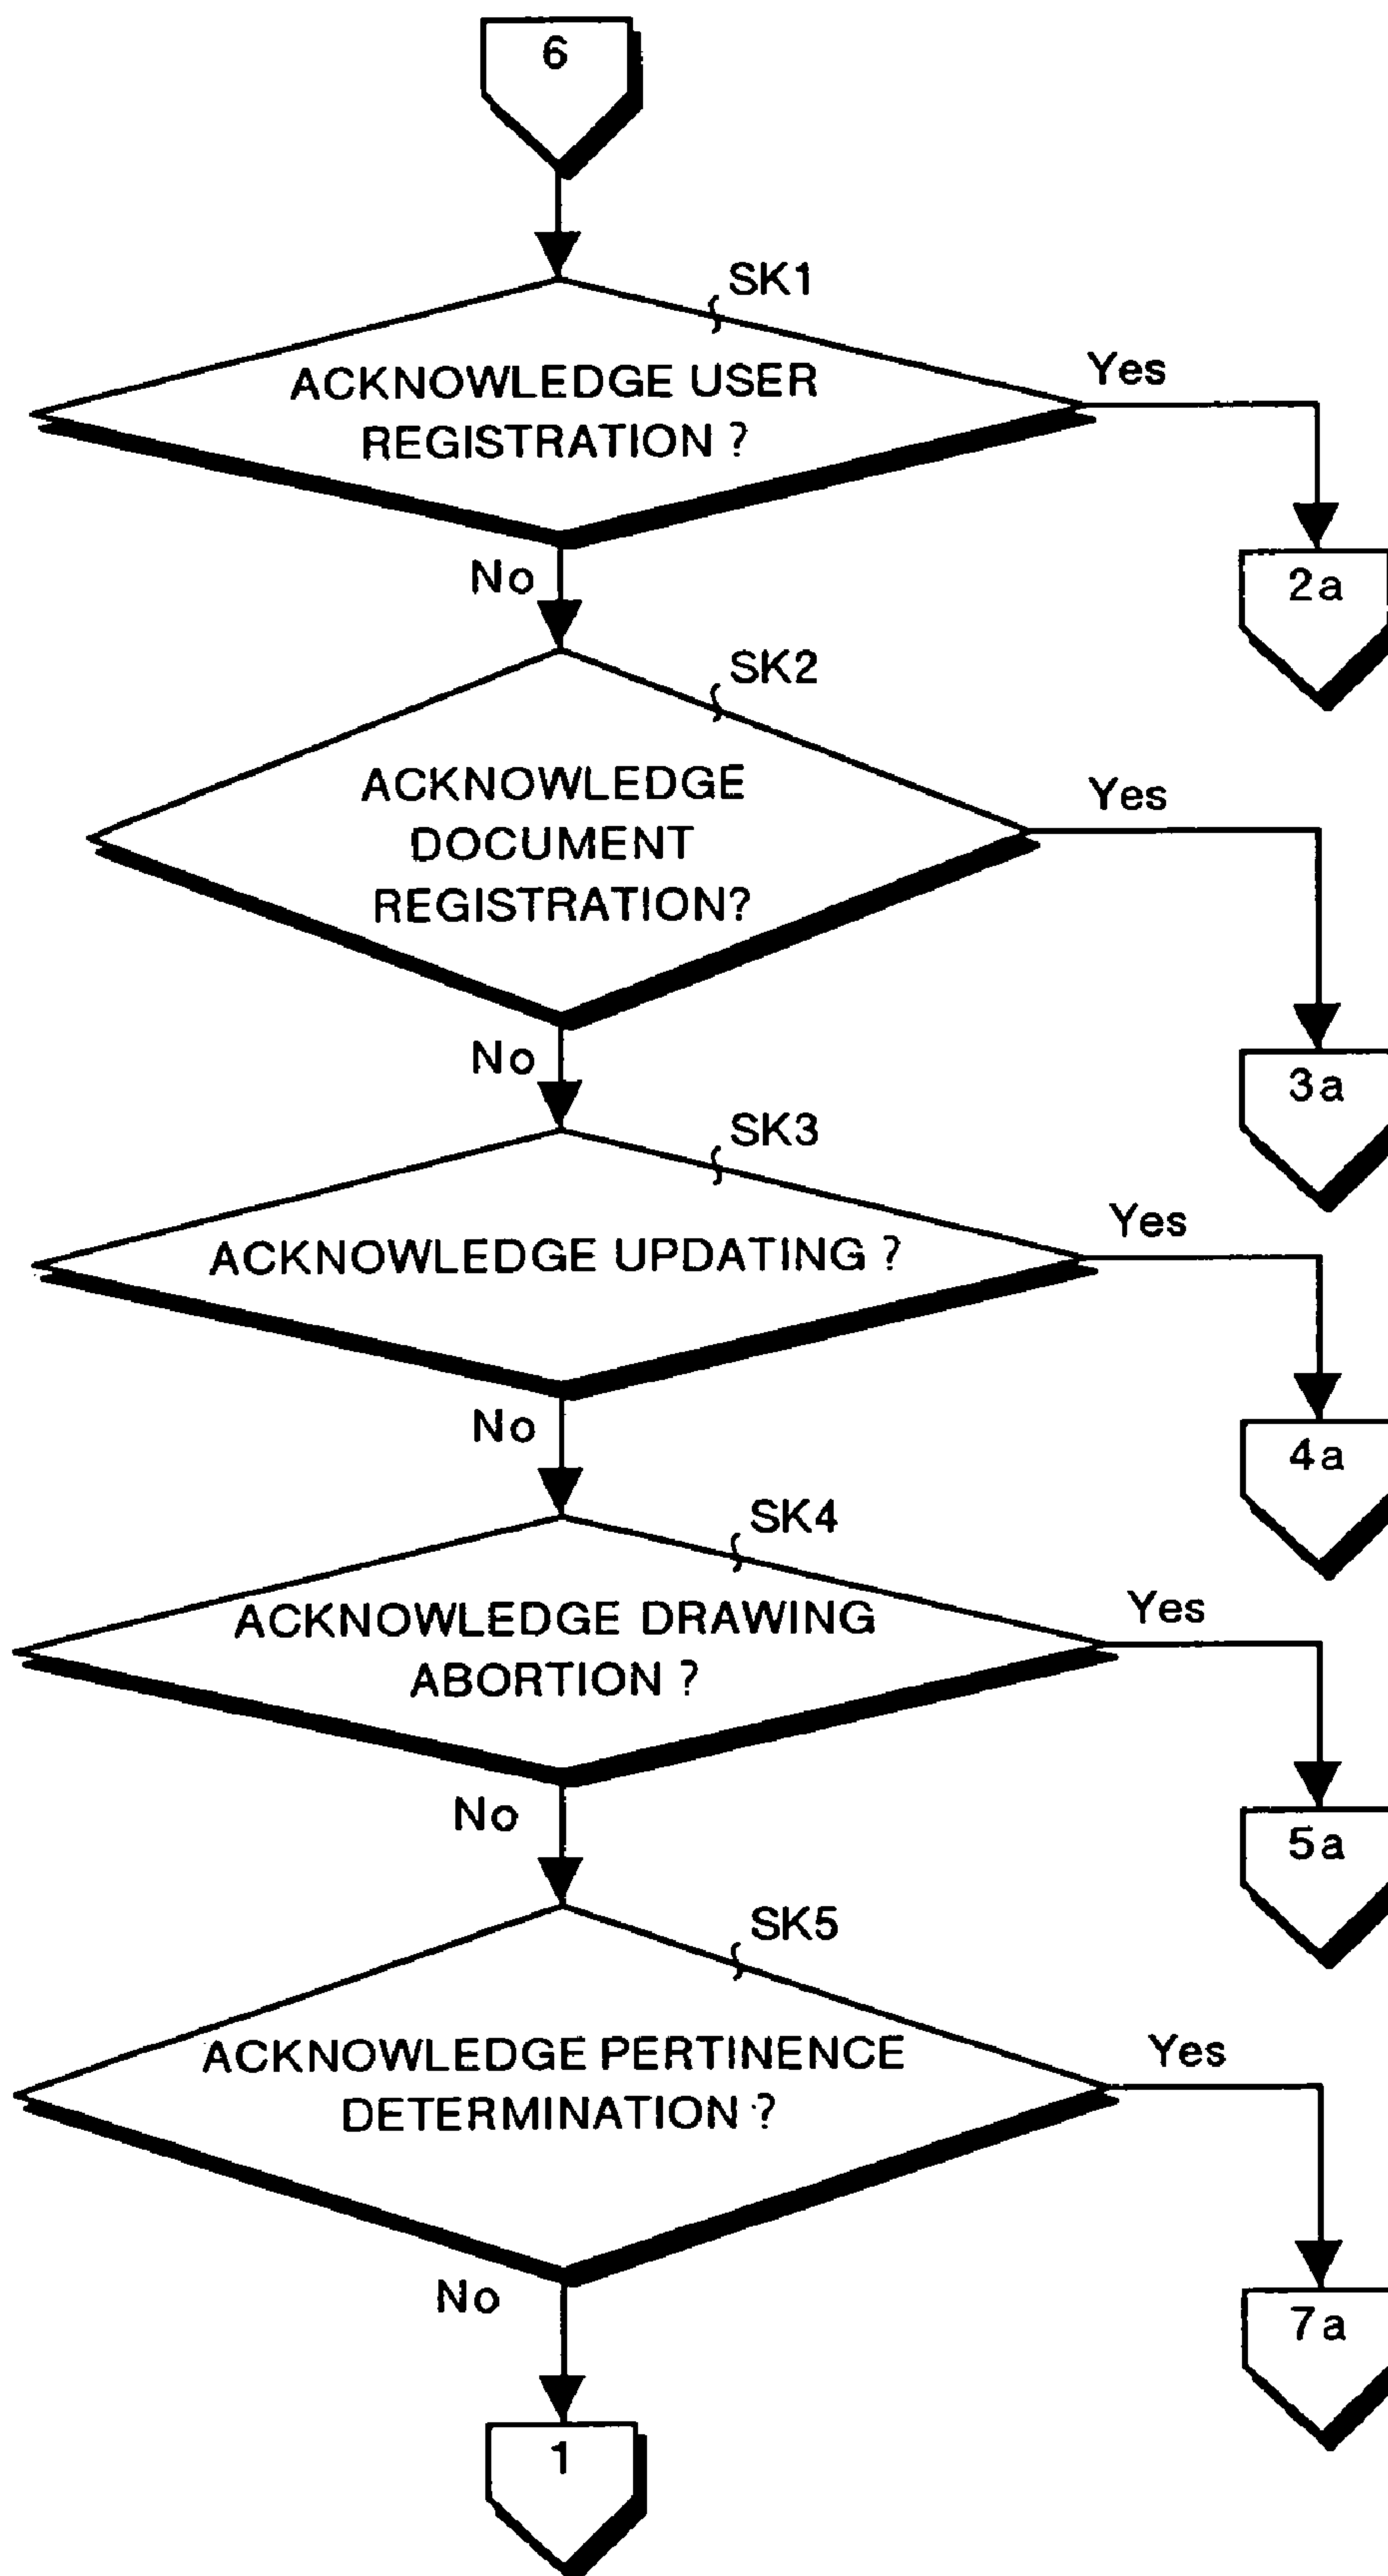 6
SK1
ACKNOWLEDGE USER
REGISTRATION ?
Yes
No
2a
SK2
ACKNOWLEDGE
DOCUMENT
REGISTRATION?
Yes
No
3a
SK3
ACKNOWLEDGE UPDATING ?
Yes
No
4a
SK4
ACKNOWLEDGE DRAWING
ABORTION ?
Yes
No
5a
SK5
ACKNOWLEDGE PERTINENCE
DETERMINATION ?
Yes
No
7a
1